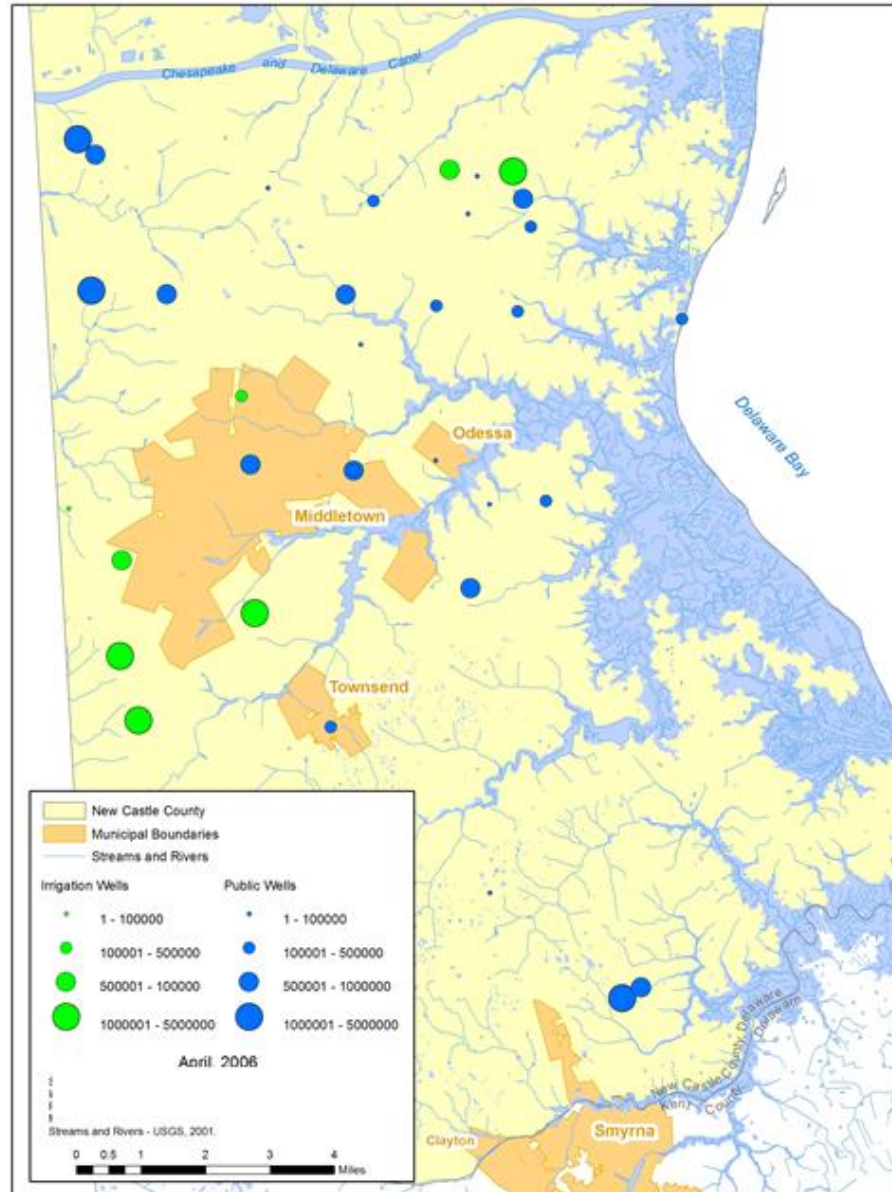 Chesapeake and Delaware Canal
Delaware Bay
Odessa
Middletown
Townsend
New Castle County
Municipal Boundaries
Streams and Rivers
Irrigation Wells Public Wells
1 - 100000 1 - 100000
100001 - 500000 100001 - 500000
500001 - 100000 500001 - 1000000
1000001 - 5000000 1000001 - 5000000
April, 2006
Streams and Rivers - USGS, 2001.
0 0.5 1 2 3 4
Miles
New Castle County, Delaware
Kent County Delaware
Clayton
Smyrna